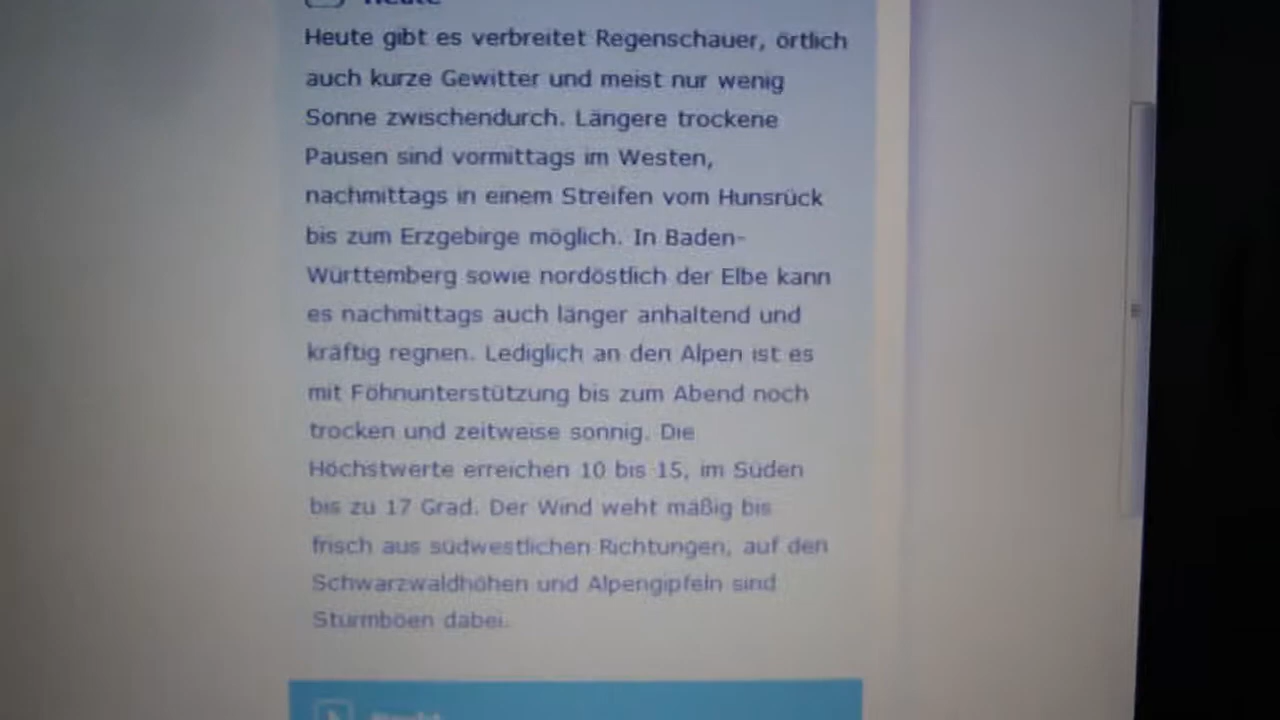 Heute
Heute gibt es verbreitet Regenschauer, örtlich
auch kurze Gewitter und meist nur wenig
Sonne zwischendurch. Längere trockene
Pausen sind vormittags im Westen,
nachmittags in einem Streifen vom Hunsrück
bis zum Erzgebirge möglich. In Baden-
Württemberg sowie nordöstlich der Elbe kann
es nachmittags auch länger anhaltend und
kräftig regnen. Lediglich an den Alpen ist es
mit Föhnunterstützung bis zum Abend noch
trocken und zeitweise sonnig. Die
Höchstwerte erreichen 10 bis 15, im Süden
bis zu 17 Grad. Der Wind weht mäßig bis
frisch aus südwestlichen Richtungen, auf den
Schwarzwaldhöhen und Alpengipfeln sind
Sturmböen dabei.